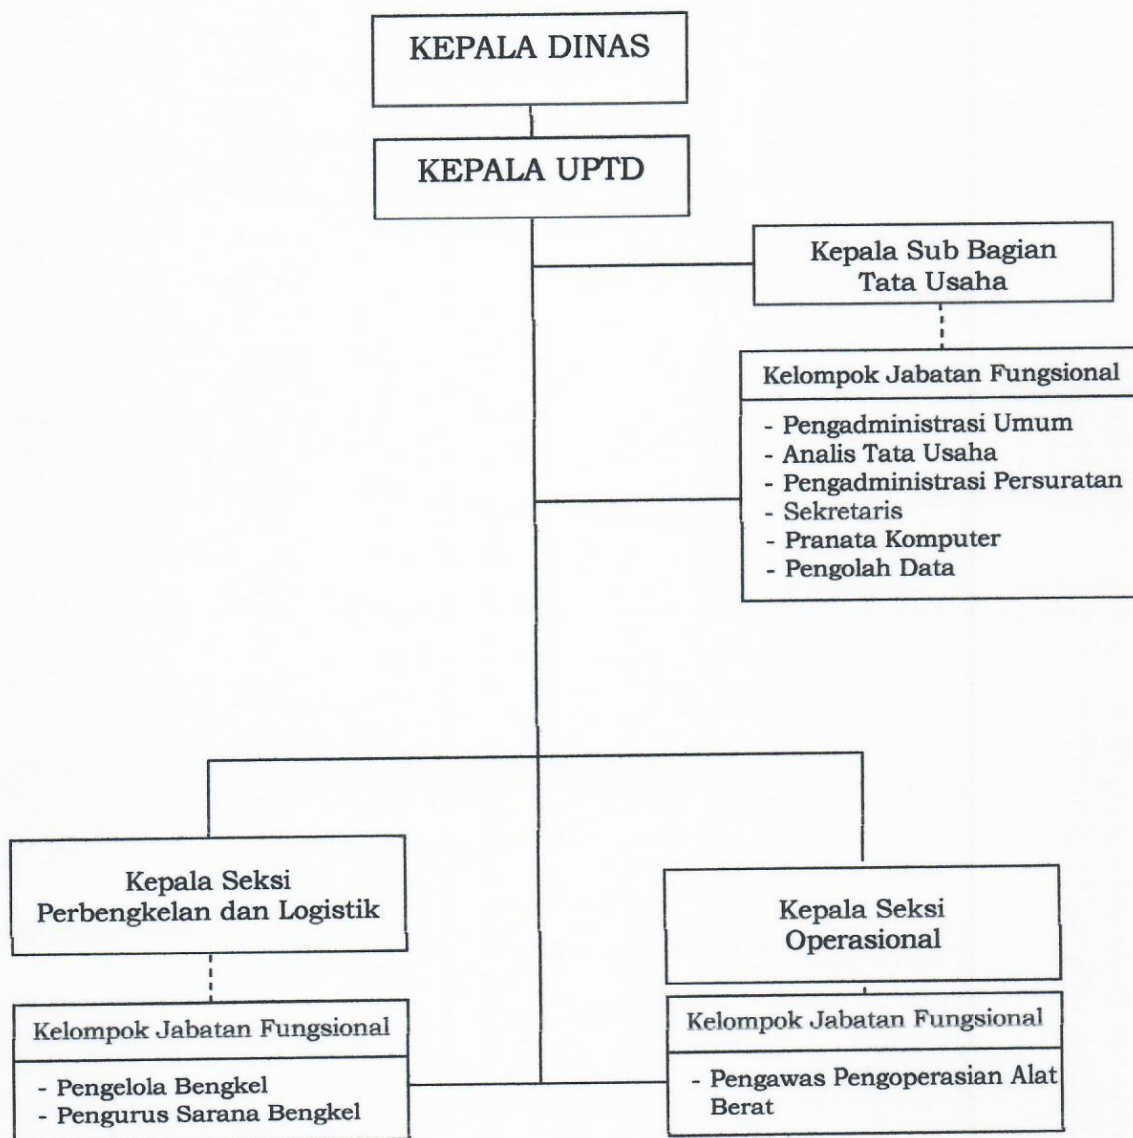 KEPALA DINAS
KEPALA UPTD
Kepala Sub Bagian
Tata Usaha
Kelompok Jabatan Fungsional
- Pengadministrasi Umum
- Analis Tata Usaha
- Pengadministrasi Persuratan
- Sekretaris
- Pranata Komputer
- Pengolah Data
Kepala Seksi
Perbengkelan dan Logistik
Kelompok Jabatan Fungsional
- Pengelola Bengkel
- Pengurus Sarana Bengkel
Kepala Seksi
Operasional
Kelompok Jabatan Fungsional
- Pengawas Pengoperasian Alat
Berat